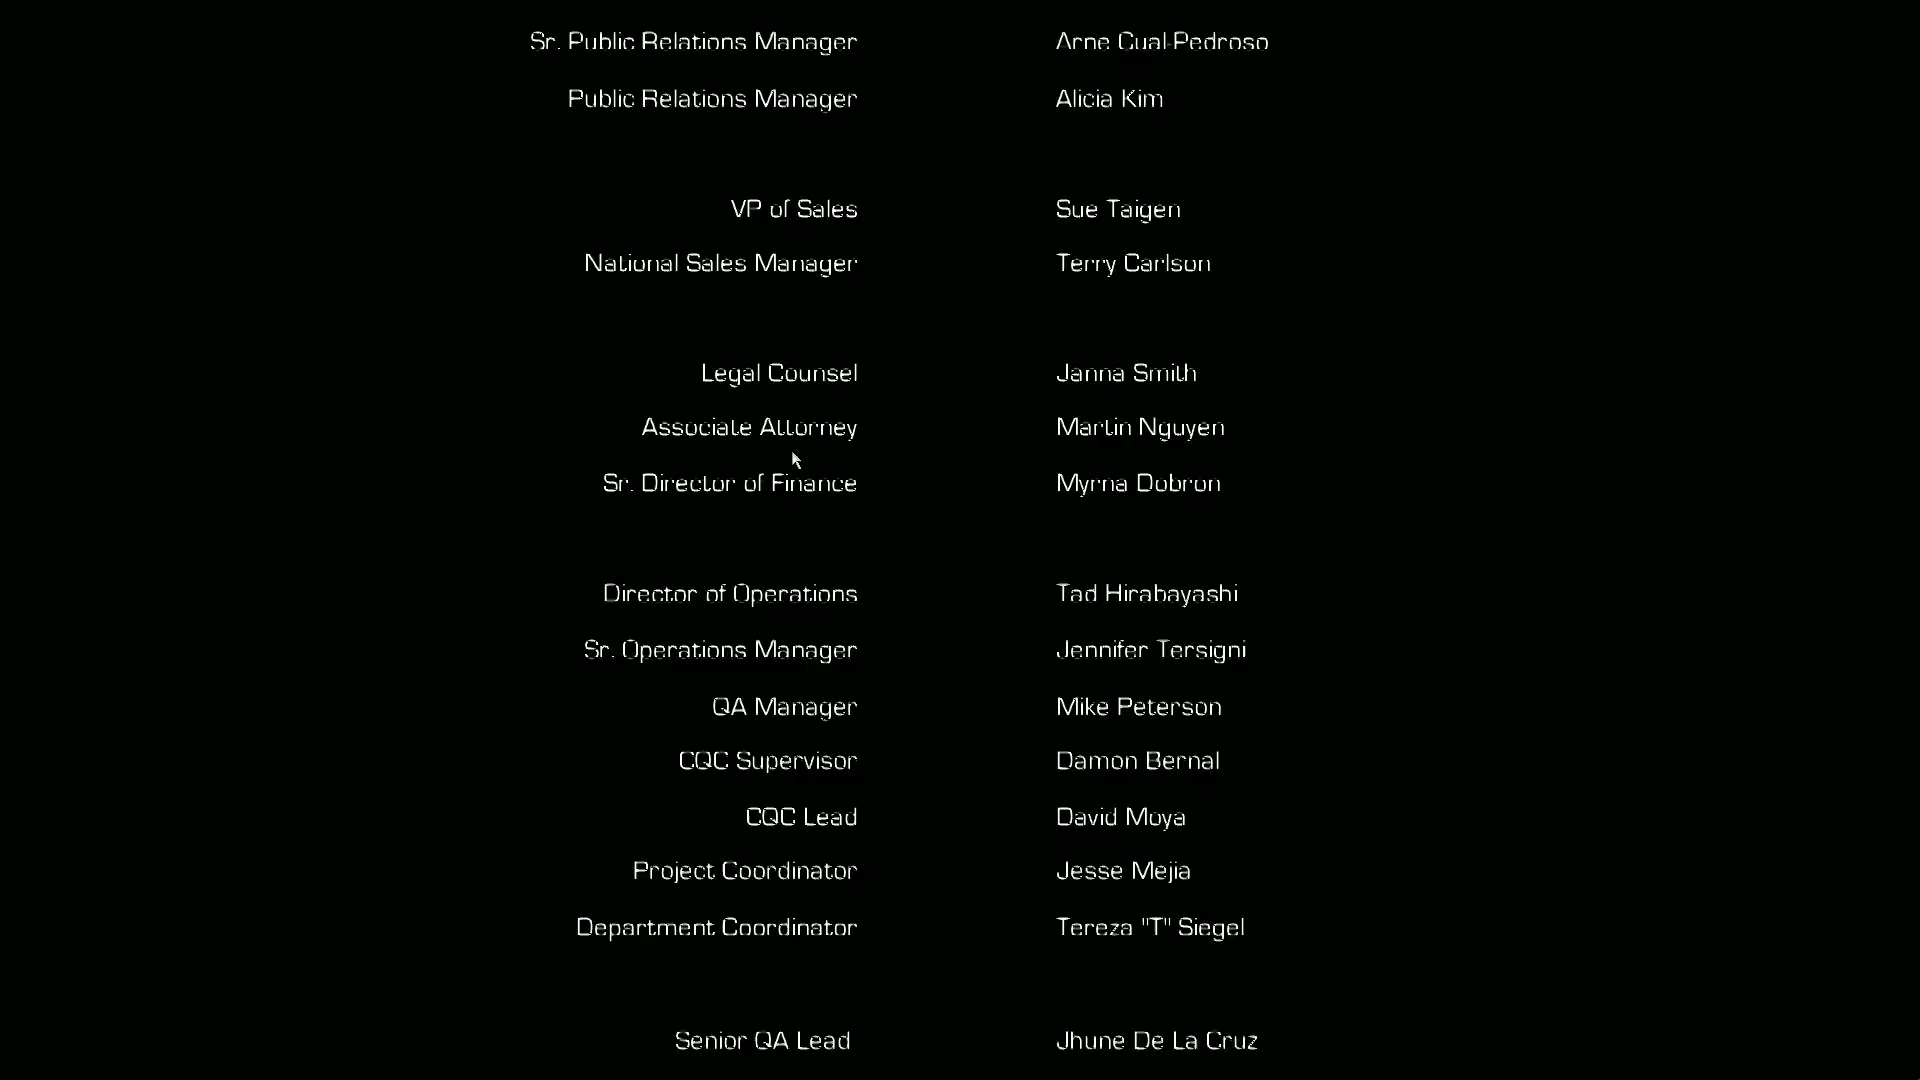 Sr. Public Relations Manager Arne Cual-Pedroso
Public Relations Manager Alicia Kim
VP of Sales Sue Taigen
National Sales Manager Terry Carlson
Legal Counsel Janna Smith
Associate Attorney Martin Nguyen
Sr. Director of Finance Myrna Dobron
Director of Operations Tad Hirabayashi
Sr. Operations Manager Jennifer Tersigni
QA Manager Mike Peterson
CQC Supervisor Damon Bernal
CQC Lead David Moya
Project Coordinator Jesse Mejia
Department Coordinator Tereza "T" Siegel
Senior QA Lead Jhune De La Cruz